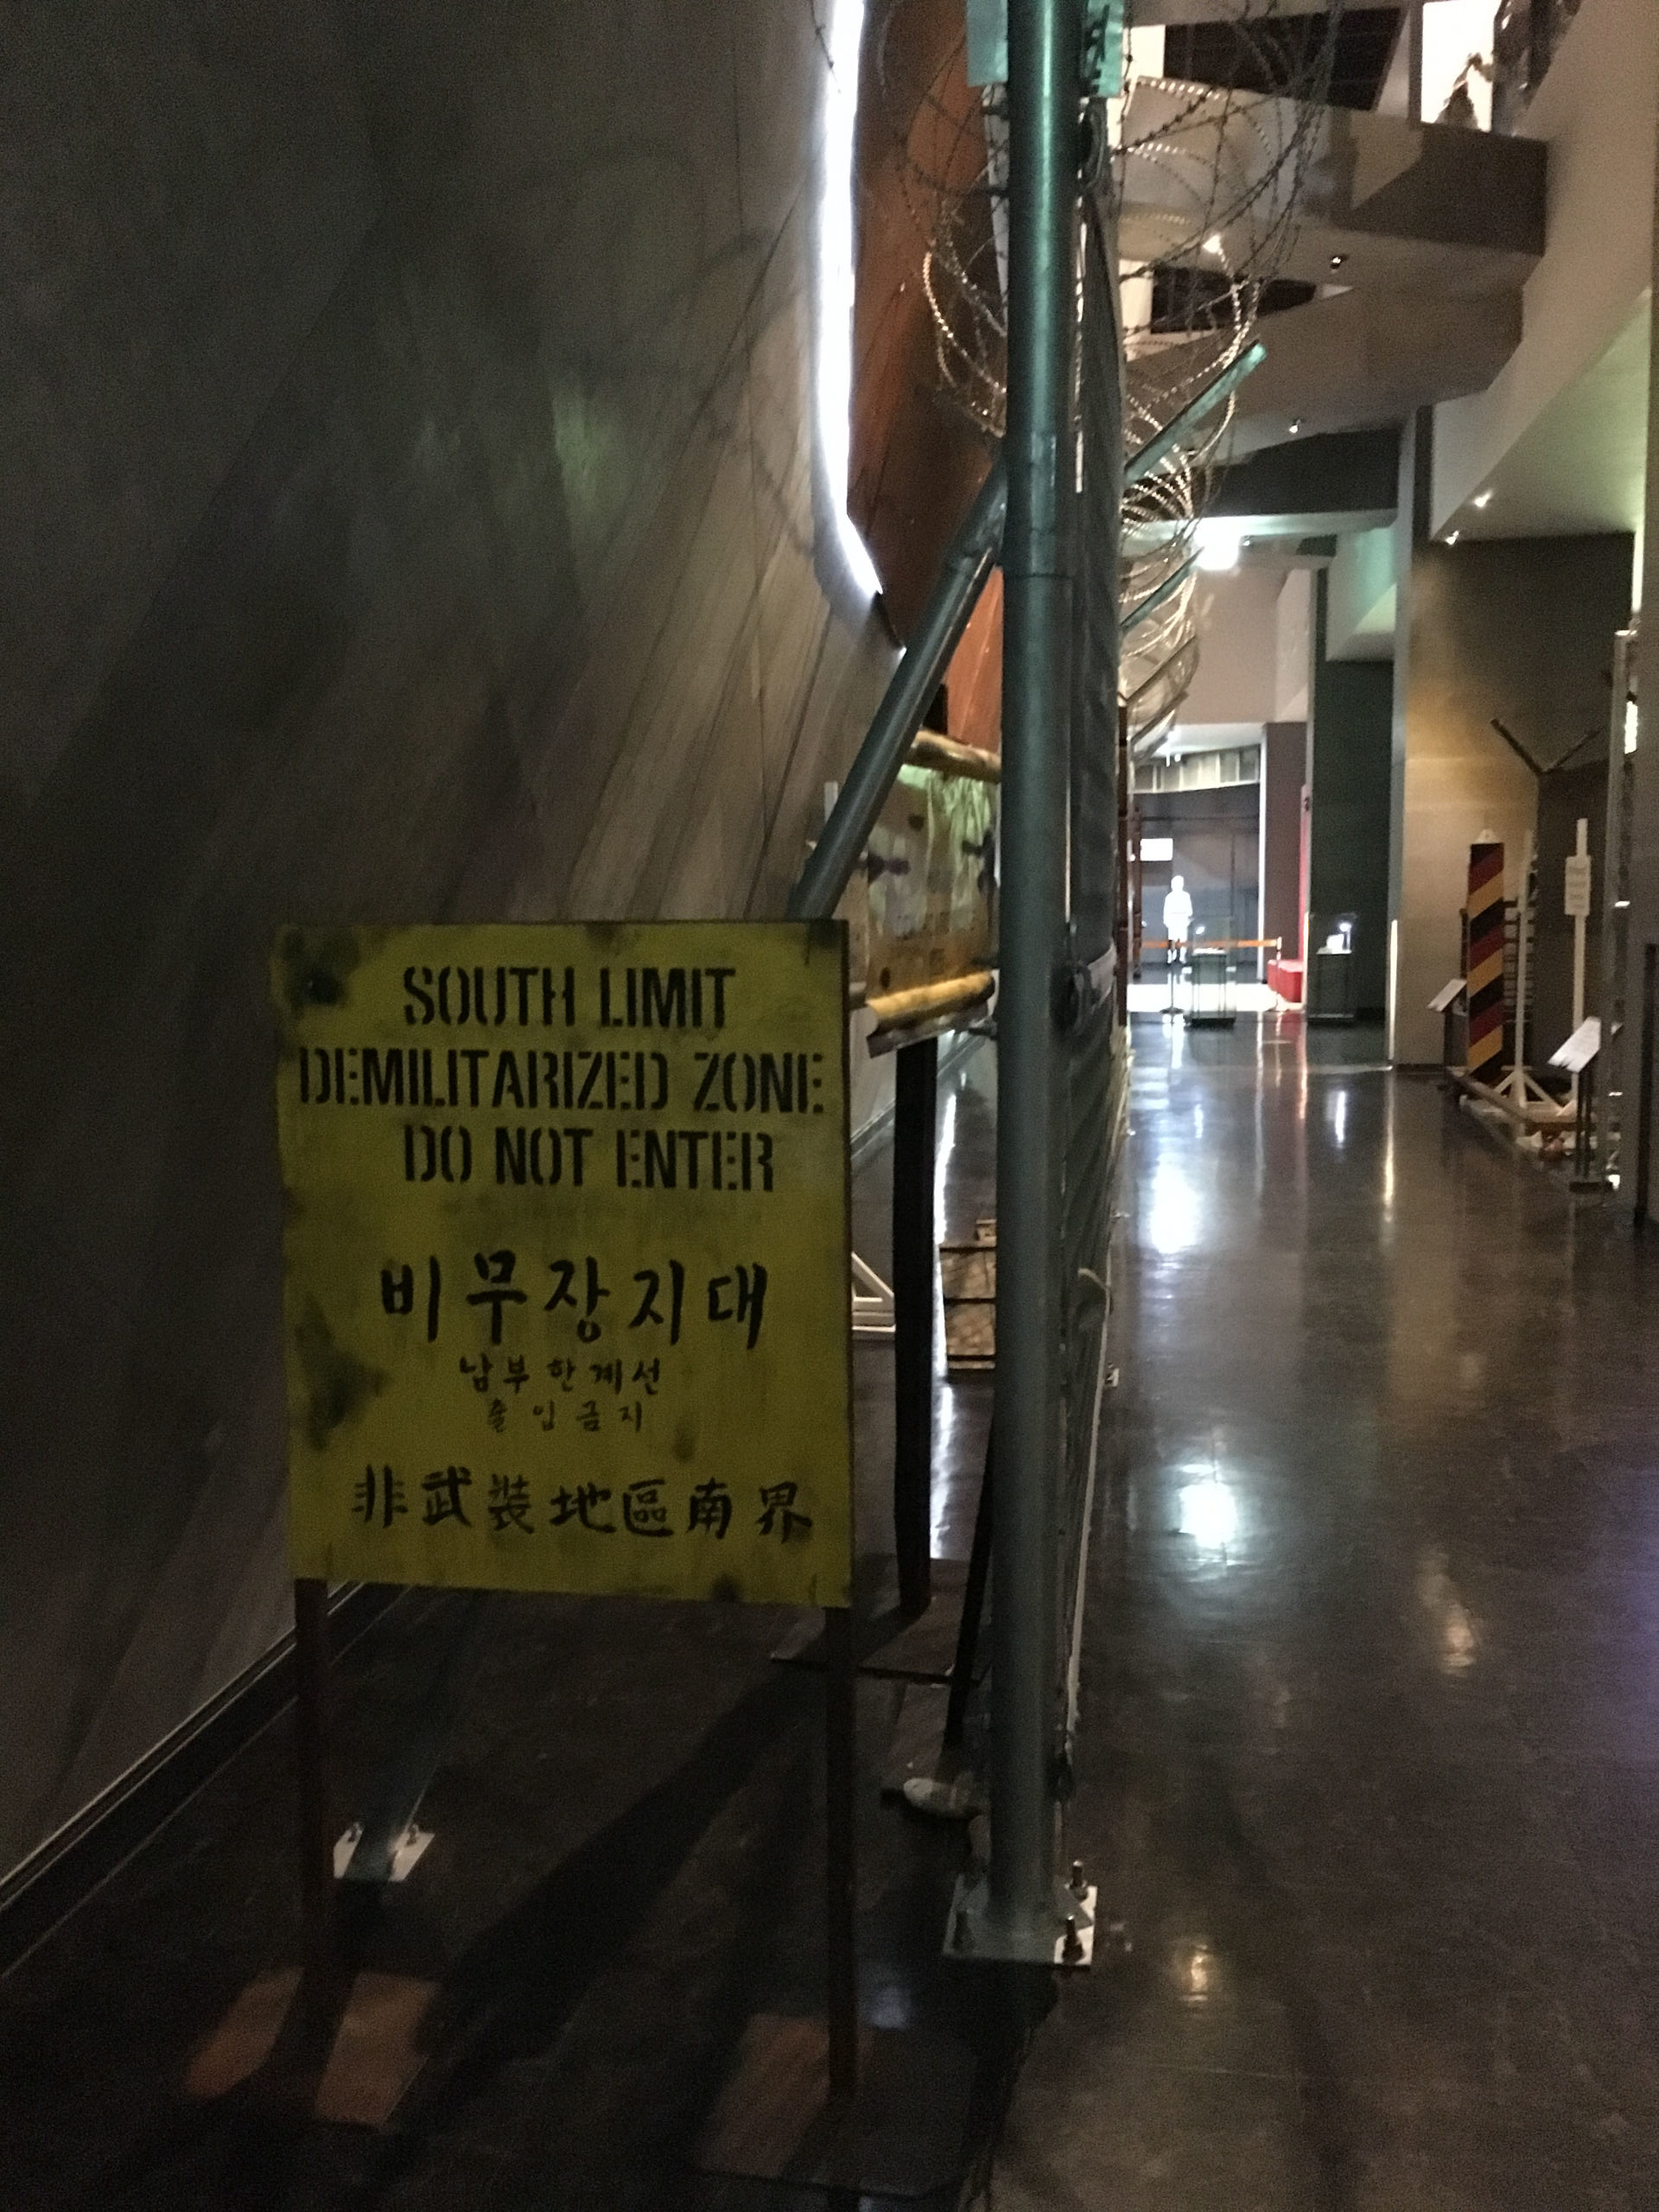 SOUTH LIMIT
DEMILITARIZED ZONE
DO NOT ENTER
비무장지대
남부한계선
출입금지
非武裝地區南界